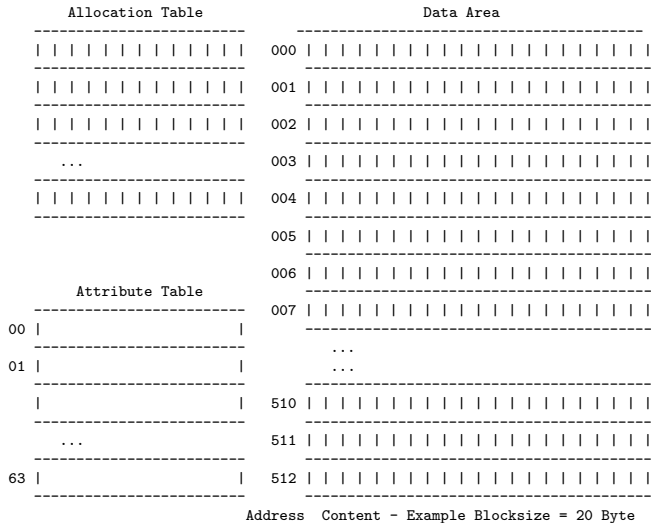 Allocation Table                          Data Area
-------------------------      -----------------------------------------
| | | | | | | | | | | | |   000 | | | | | | | | | | | | | | | | | | | | |
-------------------------       -----------------------------------------
| | | | | | | | | | | | |   001 | | | | | | | | | | | | | | | | | | | | |
-------------------------       -----------------------------------------
| | | | | | | | | | | | |   002 | | | | | | | | | | | | | | | | | | | | |
-------------------------       -----------------------------------------
   ...                      003 | | | | | | | | | | | | | | | | | | | | |
-------------------------       -----------------------------------------
| | | | | | | | | | | | |   004 | | | | | | | | | | | | | | | | | | | | |
-------------------------       -----------------------------------------
                            005 | | | | | | | | | | | | | | | | | | | | |
                                -----------------------------------------
                            006 | | | | | | | | | | | | | | | | | | | | |
     Attribute Table            -----------------------------------------
-------------------------   007 | | | | | | | | | | | | | | | | | | | | |
00 |                       |    -----------------------------------------
-------------------------          ...
01 |                       |       ...
-------------------------       -----------------------------------------
|                       |   510 | | | | | | | | | | | | | | | | | | | | |
-------------------------       -----------------------------------------
   ...                      511 | | | | | | | | | | | | | | | | | | | | |
-------------------------       -----------------------------------------
63 |                       |   512 | | | | | | | | | | | | | | | | | | | | |
-------------------------       -----------------------------------------
Address  Content - Example Blocksize = 20 Byte